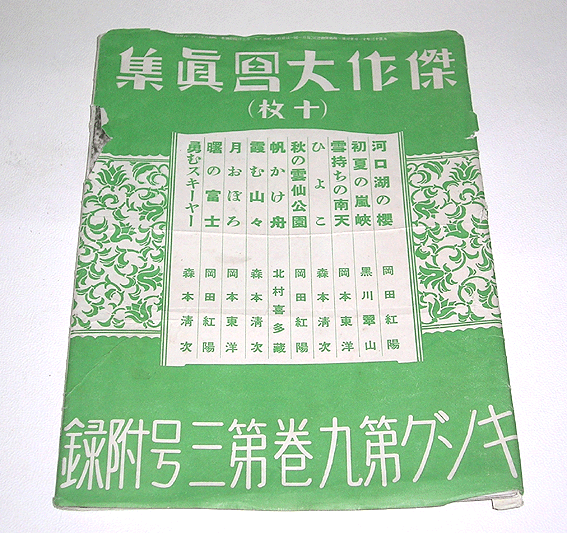 傑作大寫眞集
(十枚)
河口湖の櫻 岡田紅陽
初夏の嵐峽 黒川翠山
雪持ちの南天 岡本東洋
ひよこ 森本淸次
秋の雲仙公園 岡田紅陽
帆かけ舟 北村喜多藏
霞む山々 森本淸次
月おぼろ 岡本東洋
曙の富士 岡田紅陽
勇むスキーヤー 森本淸次
キング第九巻第三号附録